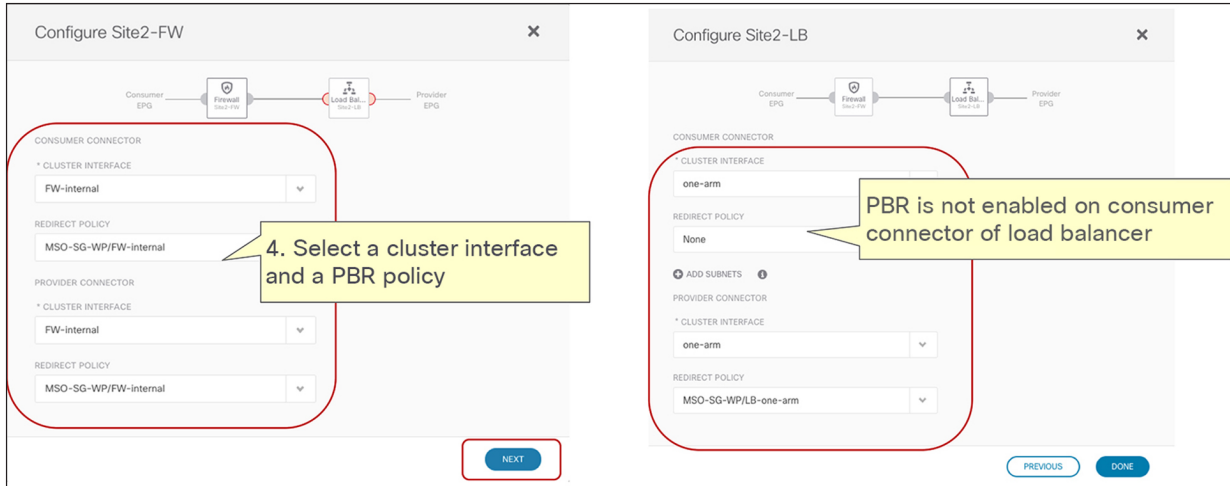 Configure Site2-FW
Consumer
EPG
Firewall
Site2-FW
Load Bal...
Site2-LB
Provider
EPG
CONSUMER CONNECTOR
* CLUSTER INTERFACE
FW-internal
REDIRECT POLICY
MSO-SG-WP/FW-internal
4. Select a cluster interface
and a PBR policy
PROVIDER CONNECTOR
* CLUSTER INTERFACE
FW-internal
REDIRECT POLICY
MSO-SG-WP/FW-internal
NEXT
Configure Site2-LB
Consumer
EPG
Firewall
Site2-FW
Load Bal...
Site2-LB
Provider
EPG
CONSUMER CONNECTOR
* CLUSTER INTERFACE
one-arm
PBR is not enabled on consumer
connector of load balancer
REDIRECT POLICY
None
ADD SUBNETS
PROVIDER CONNECTOR
* CLUSTER INTERFACE
one-arm
REDIRECT POLICY
MSO-SG-WP/LB-one-arm
PREVIOUS
DONE